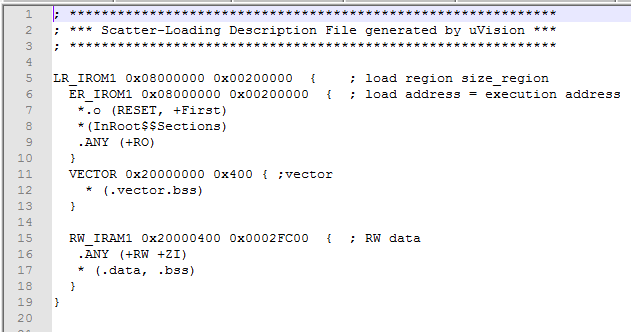 1 ; *************************************************************
2 ; *** Scatter-Loading Description File generated by uVision ***
3 ; *************************************************************
4
5 LR_IROM1 0x08000000 0x00200000 { ; load region size_region
6 ER_IROM1 0x08000000 0x00200000 { ; load address = execution address
7 *.o (RESET, +First)
8 *(InRoot$$Sections)
9 .ANY (+RO)
10 }
11 VECTOR 0x20000000 0x400 { ;vector
12 * (.vector.bss)
13 }
14
15 RW_IRAM1 0x20000400 0x0002FC00 { ; RW data
16 .ANY (+RW +ZI)
17 * (.data, .bss)
18 }
19 }
20